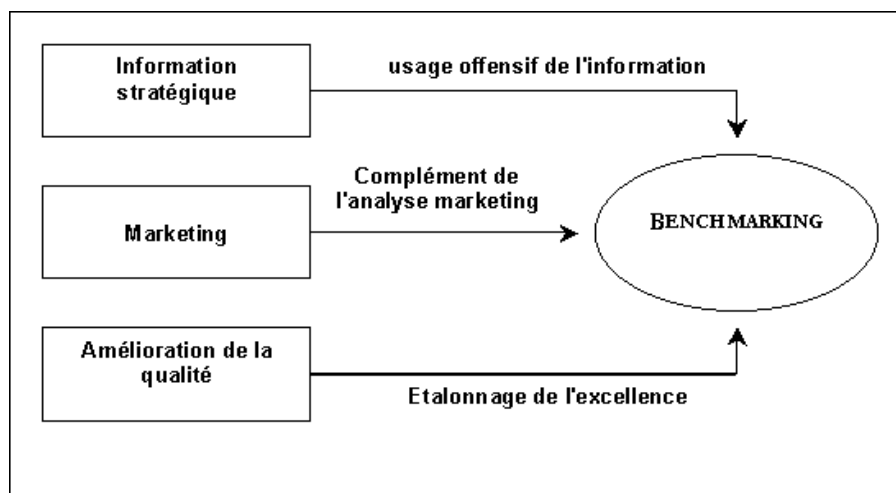 Information
stratégique
usage offensif de l'information
Complément de
l'analyse marketing
Marketing
BENCHMARKING
Amélioration de la
qualité
Etalonnage de l'excellence